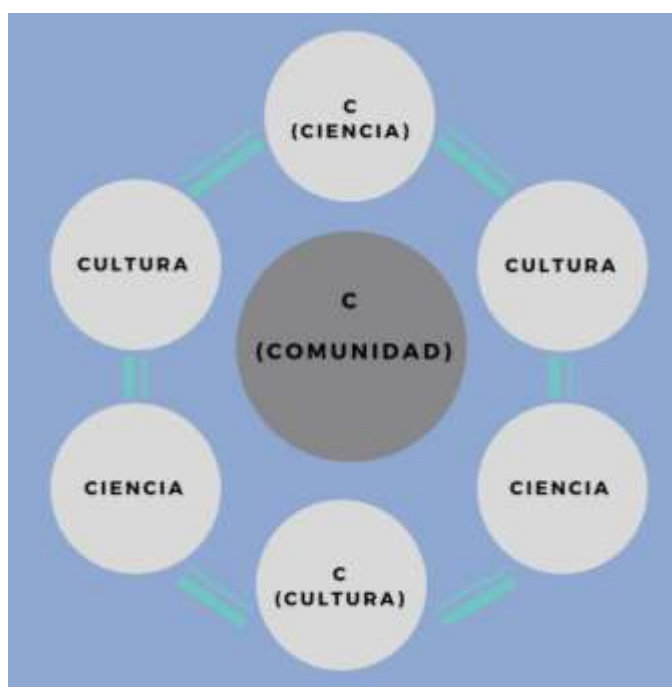 C
(CIENCIA)
CULTURA
CULTURA
C
(COMUNIDAD)
CIENCIA
CIENCIA
C
(CULTURA)